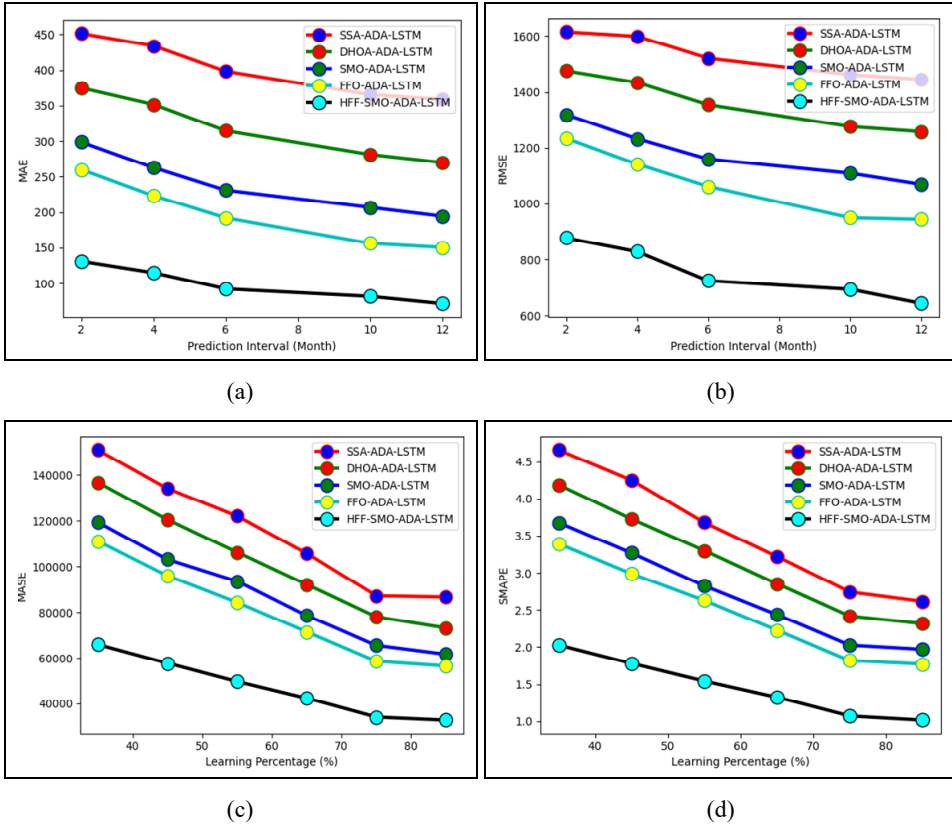 450
400
350
300
250
200
150
100
MAE
2 4 6 8 10 12
Prediction Interval (Month)
SSA-ADA-LSTM
DHOA-ADA-LSTM
SMO-ADA-LSTM
FFO-ADA-LSTM
HFF-SMO-ADA-LSTM
(a)
1600
1400
1200
1000
800
600
RMSE
2 4 6 8 10 12
Prediction Interval (Month)
SSA-ADA-LSTM
DHOA-ADA-LSTM
SMO-ADA-LSTM
FFO-ADA-LSTM
HFF-SMO-ADA-LSTM
(b)
140000
120000
100000
80000
60000
40000
MASE
40 50 60 70 80
Learning Percentage (%)
SSA-ADA-LSTM
DHOA-ADA-LSTM
SMO-ADA-LSTM
FFO-ADA-LSTM
HFF-SMO-ADA-LSTM
(c)
4.5
4.0
3.5
3.0
2.5
2.0
1.5
1.0
SMAPE
40 50 60 70 80
Learning Percentage (%)
SSA-ADA-LSTM
DHOA-ADA-LSTM
SMO-ADA-LSTM
FFO-ADA-LSTM
HFF-SMO-ADA-LSTM
(d)